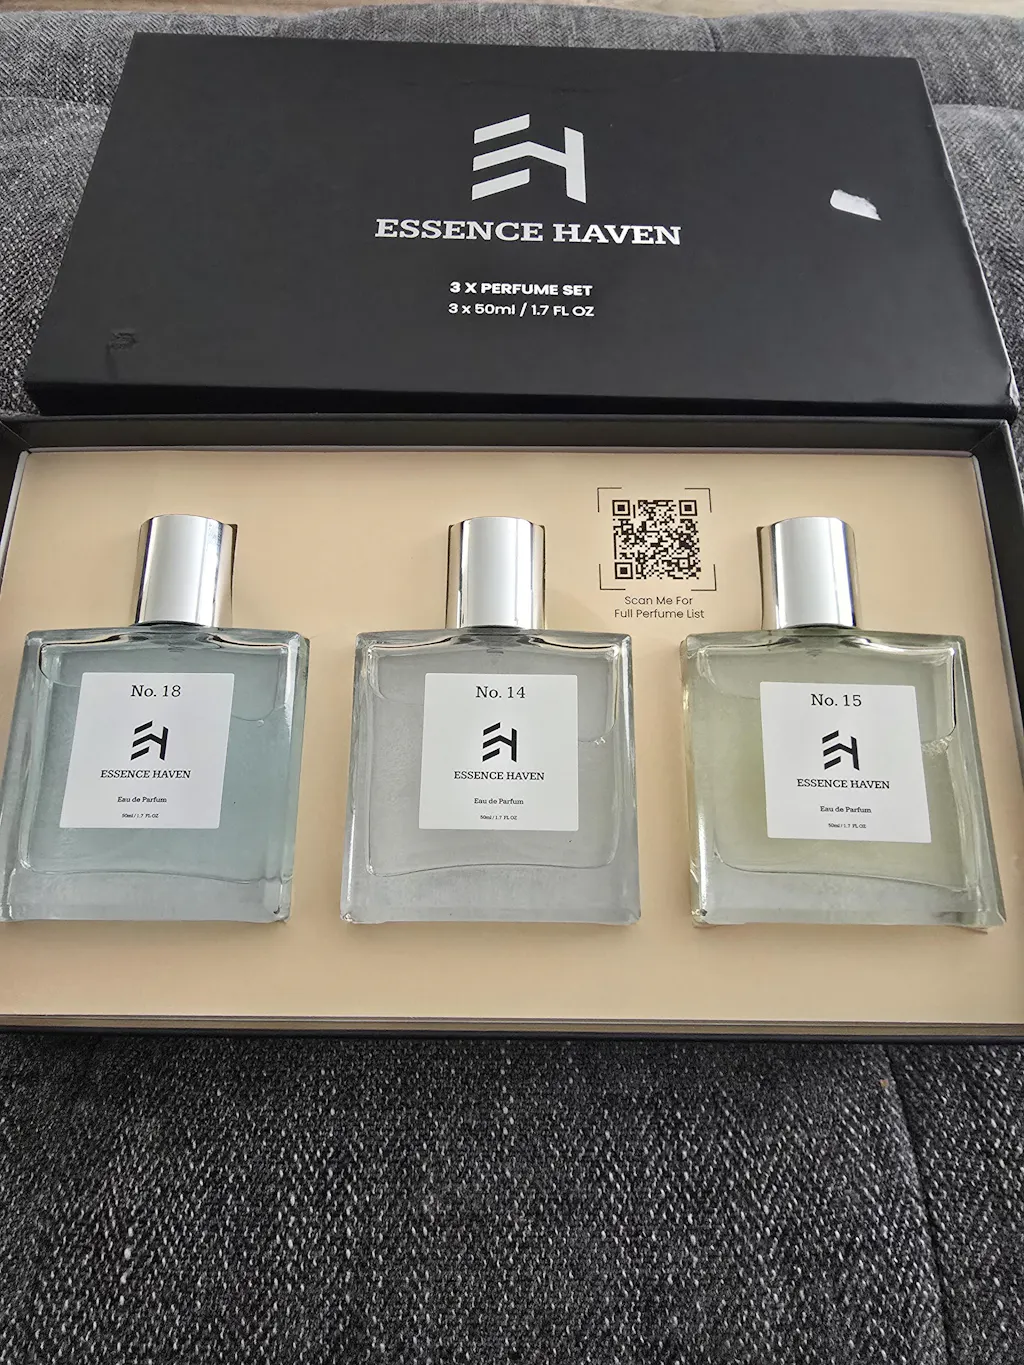 ESSENCE HAVEN
3 X PERFUME SET
3 x 50ml / 1.7 FL OZ
Scan Me For
Full Perfume List
No. 18
ESSENCE HAVEN
Eau de Parfum
50ml / 1.7 FL OZ
No. 14
ESSENCE HAVEN
Eau de Parfum
50ml / 1.7 FL OZ
No. 15
ESSENCE HAVEN
Eau de Parfum
50ml / 1.7 FL OZ